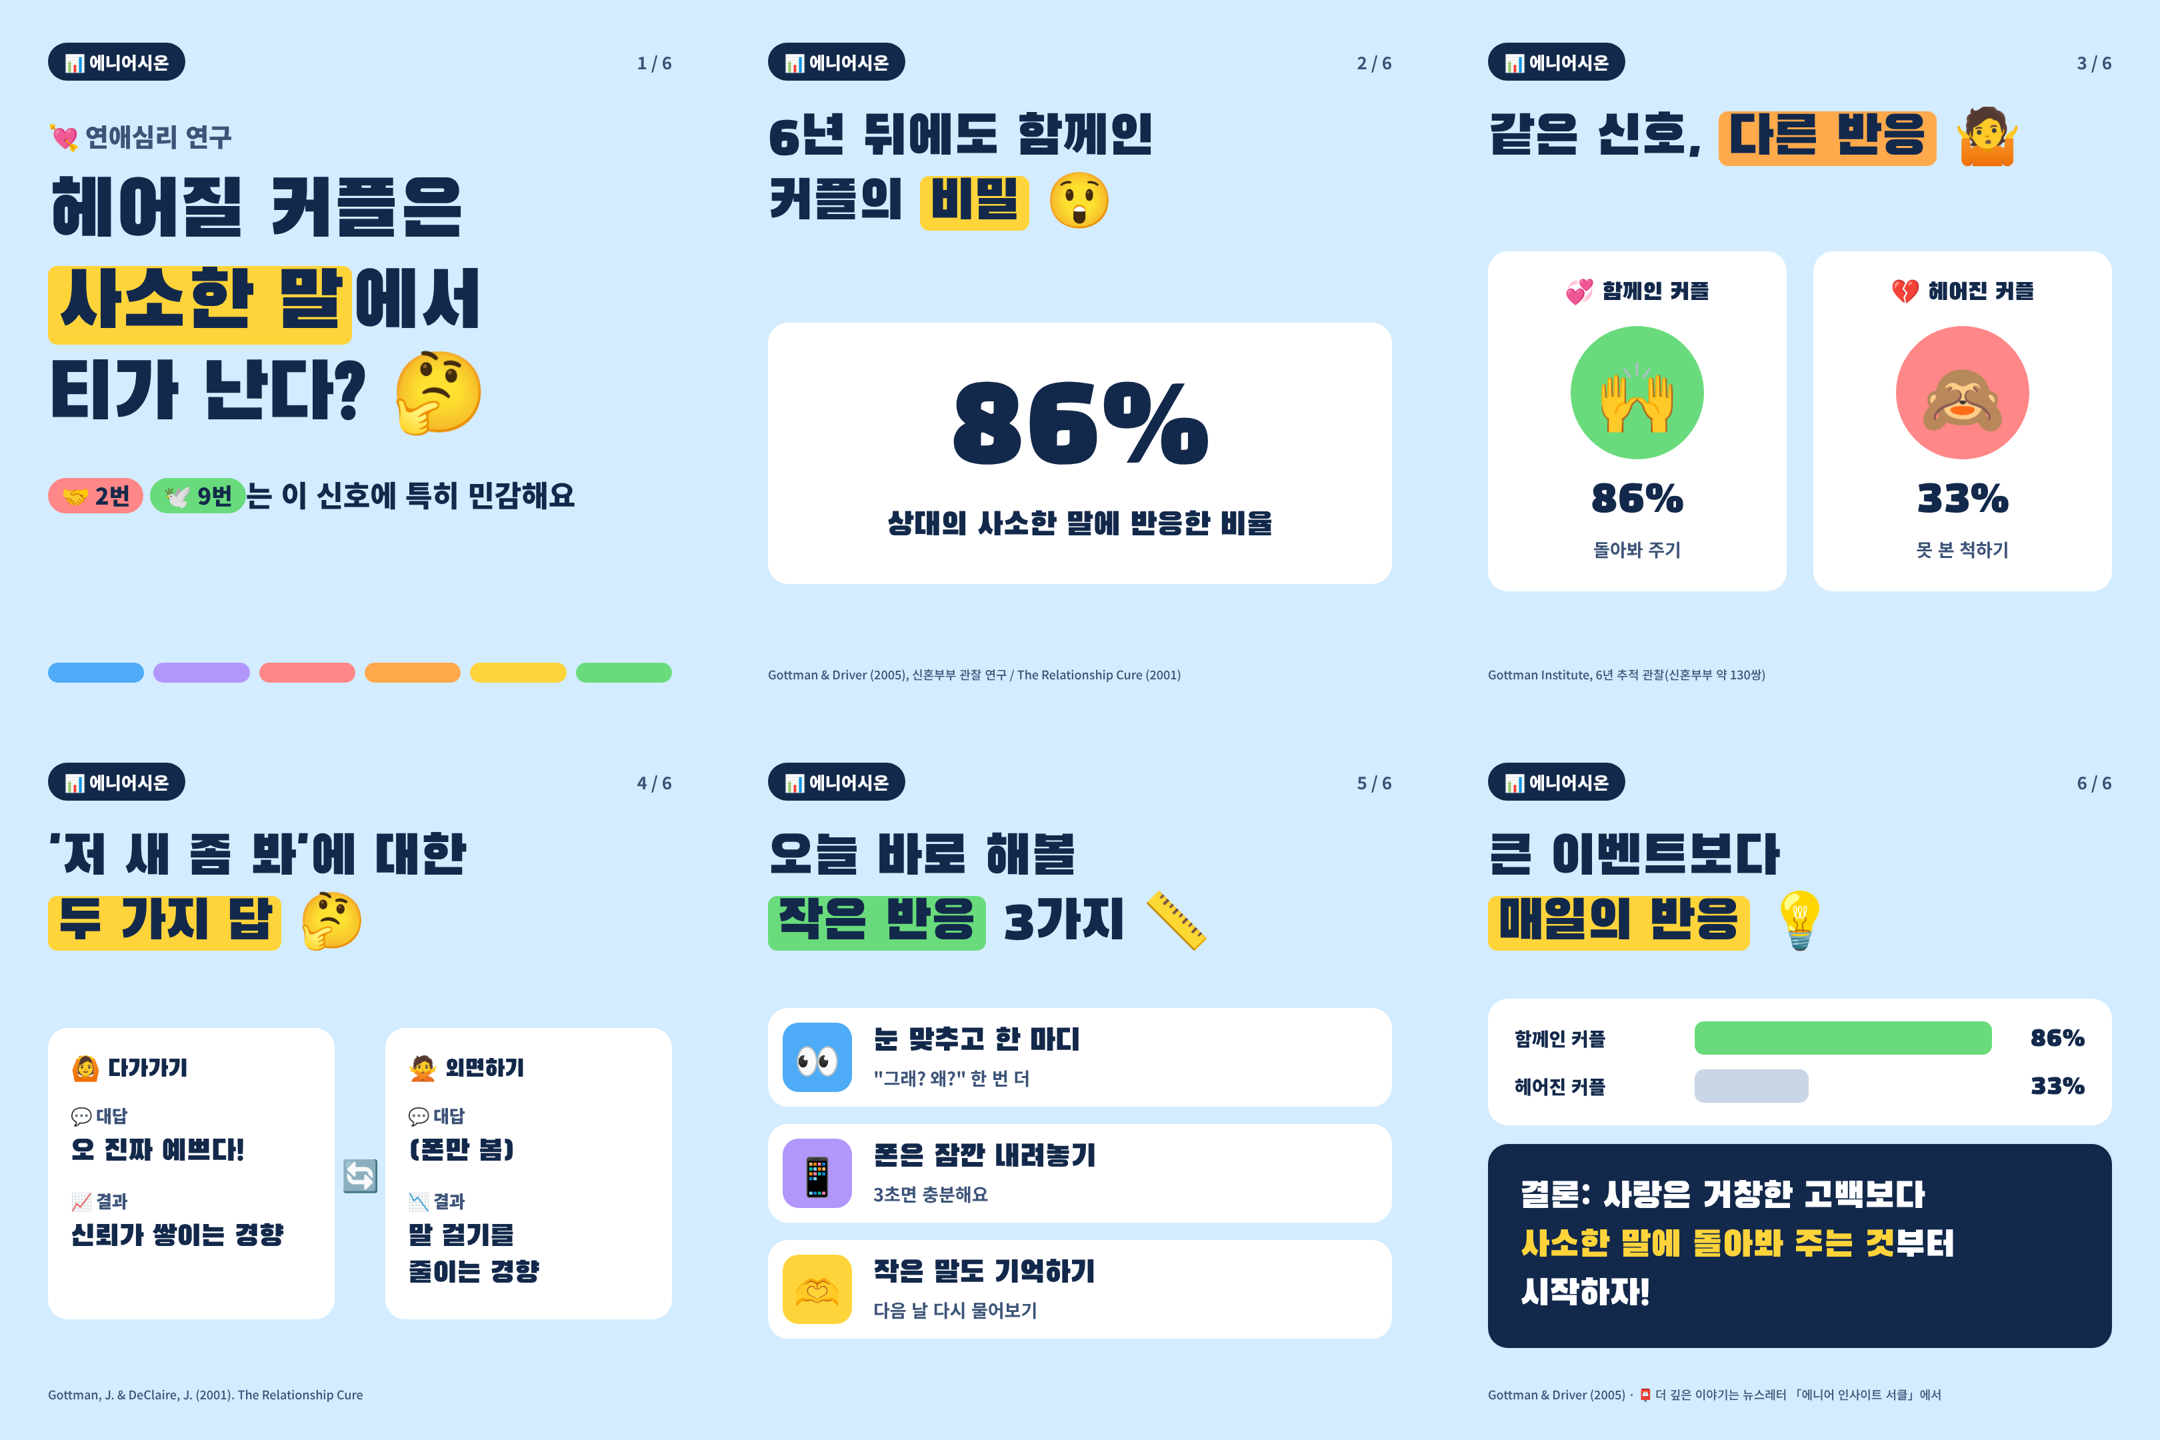 📊 에니어시온
1 / 6
💘 연애심리 연구
헤어질 커플은
사소한 말에서
티가 난다? 🤔
🤝 2번 🕊️ 9번는 이 신호에 특히 민감해요
📊 에니어시온
2 / 6
6년 뒤에도 함께인
커플의 비밀 😲
86%
상대의 사소한 말에 반응한 비율
Gottman & Driver (2005), 신혼부부 관찰 연구 / The Relationship Cure (2001)
📊 에니어시온
3 / 6
같은 신호, 다른 반응 🤷
💞 함께인 커플
86%
돌아봐 주기
💔 헤어진 커플
33%
못 본 척하기
Gottman Institute, 6년 추적 관찰(신혼부부 약 130쌍)
📊 에니어시온
4 / 6
'저 새 좀 봐'에 대한
두 가지 답 🤔
🙆 다가가기
💬 대답
오 진짜 예쁘다!
📈 결과
신뢰가 쌓이는 경향
🙅 외면하기
💬 대답
(폰만 봄)
📉 결과
말 걸기를
줄이는 경향
Gottman, J. & DeClaire, J. (2001). The Relationship Cure
📊 에니어시온
5 / 6
오늘 바로 해볼
작은 반응 3가지 📏
눈 맞추고 한 마디
"그래? 왜?" 한 번 더
폰은 잠깐 내려놓기
3초면 충분해요
작은 말도 기억하기
다음 날 다시 물어보기
📊 에니어시온
6 / 6
큰 이벤트보다
매일의 반응 💡
함께인 커플 86%
헤어진 커플 33%
결론: 사랑은 거창한 고백보다
사소한 말에 돌아봐 주는 것부터
시작하자!
Gottman & Driver (2005) · 📮 더 깊은 이야기는 뉴스레터 「에니어 인사이트 서클」에서